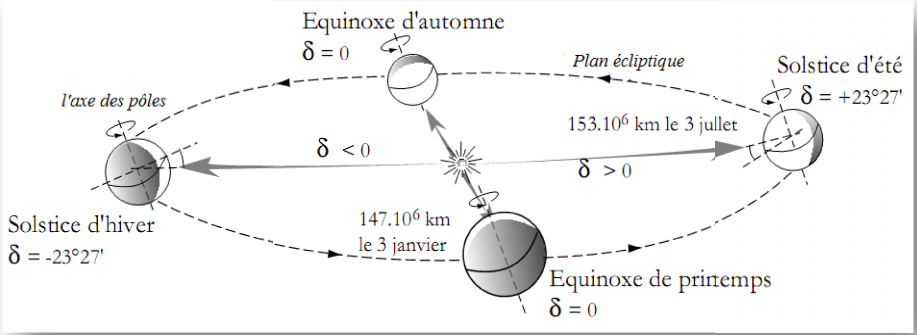 Equinoxe d'automne
δ = 0
Plan écliptique
Solstice d'été
δ = +23°27'
l'axe des pôles
153.10⁶ km le 3 jullet
δ < 0
δ > 0
Solstice d'hiver
δ = -23°27'
147.10⁶ km
le 3 janvier
Equinoxe de printemps
δ = 0